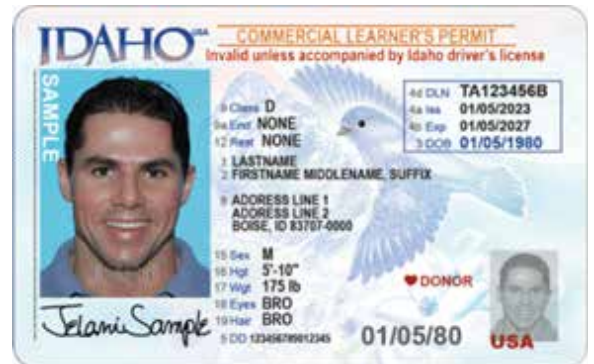 IDAHO USA
COMMERCIAL LEARNER'S PERMIT
Invalid unless accompanied by Idaho driver's license
SAMPLE
4d DLN TA123456B
4a Iss 01/05/2023
4b Exp 01/05/2027
3 DOB 01/05/1980
9 Class D
9a End NONE
12 Rest NONE
1 LASTNAME
2 FIRSTNAME MIDDLENAME, SUFFIX
8 ADDRESS LINE 1
ADDRESS LINE 2
BOISE, ID 83707-0000
15 Sex M
16 Hgt 5'-10"
17 Wgt 175 lb
18 Eyes BRO
19 Hair BRO
5 DD 123456789012345
DONOR
01/05/80
USA
Jelani Sample